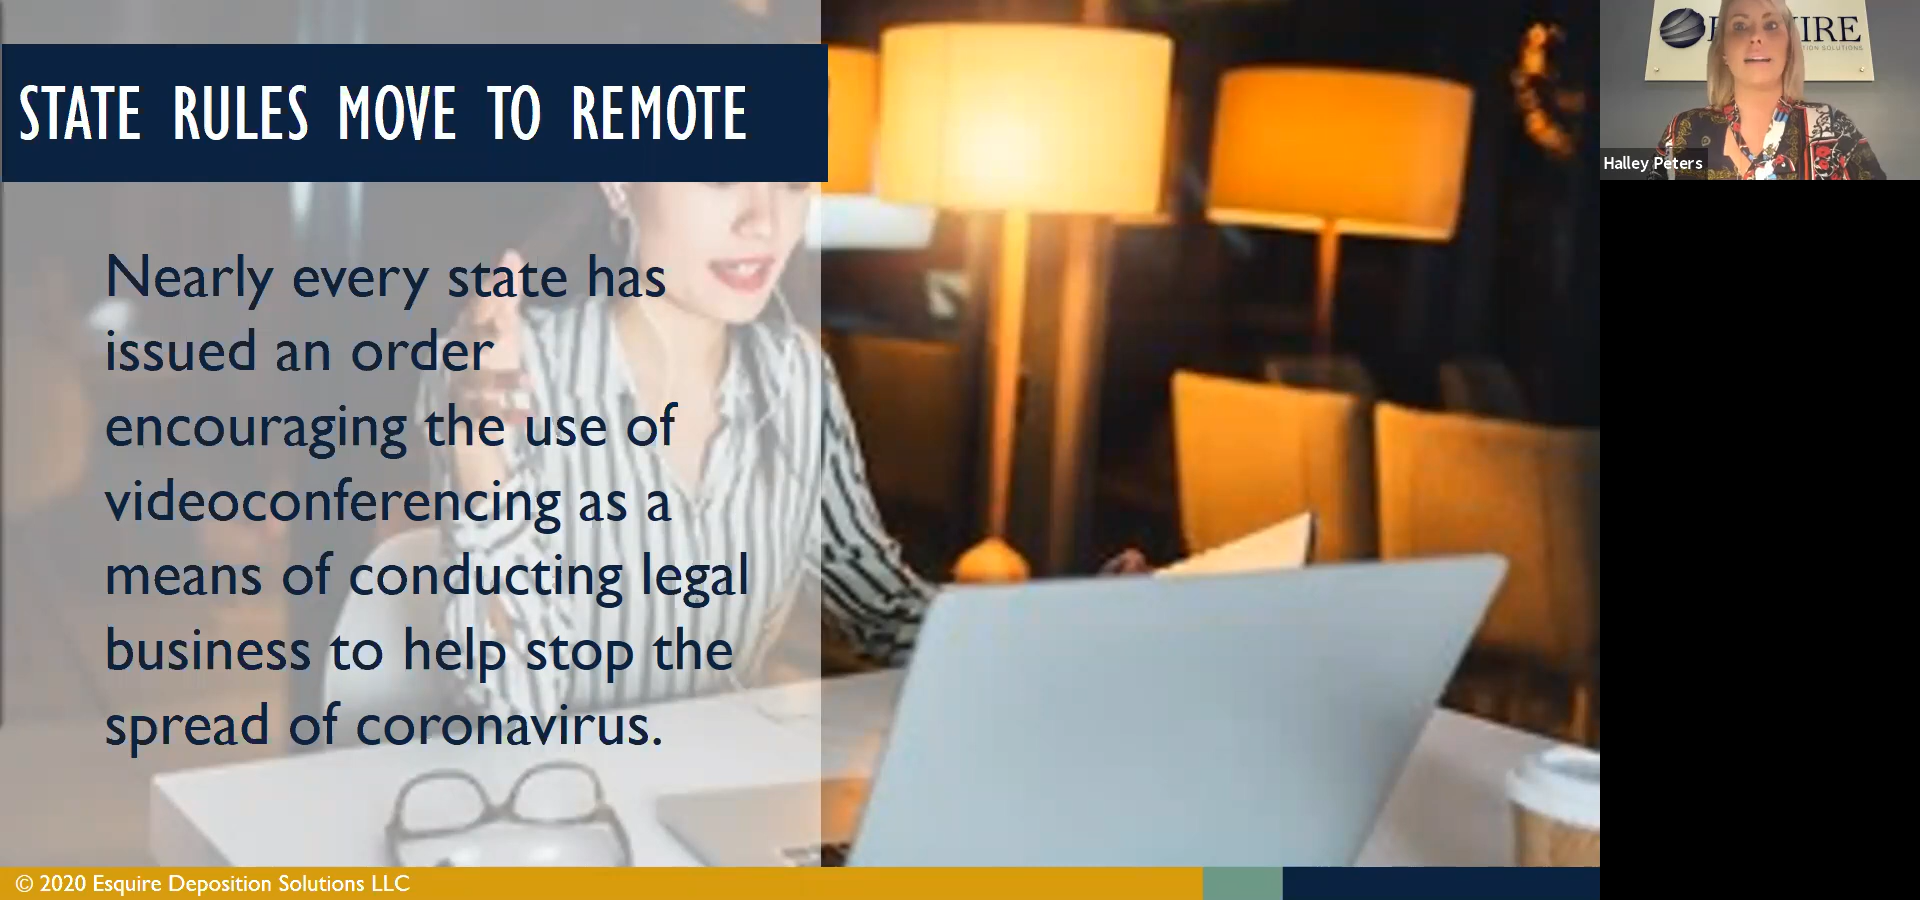 STATE RULES MOVE TO REMOTE
Nearly every state has
issued an order
encouraging the use of
videoconferencing as a
means of conducting legal
business to help stop the
spread of coronavirus.
© 2020 Esquire Deposition Solutions LLC
Halley Peters